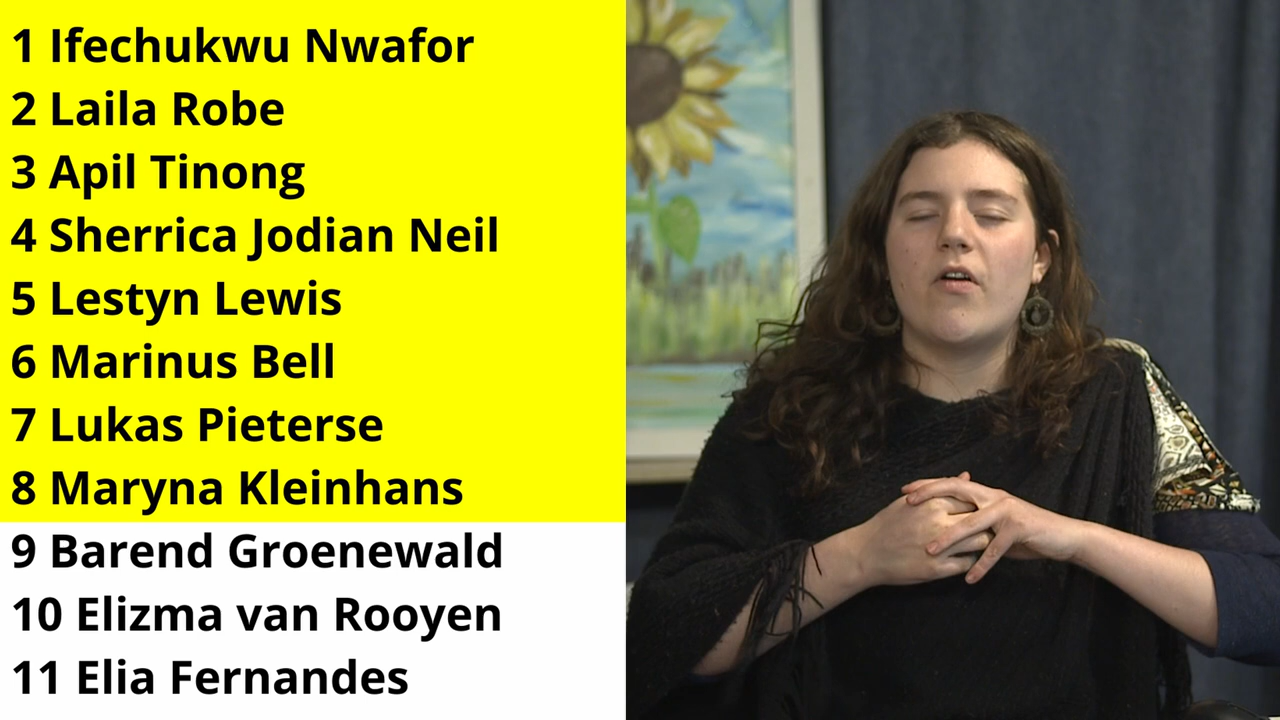 1 Ifechukwu Nwafor
2 Laila Robe
3 Apil Tinong
4 Sherrica Jodian Neil
5 Lestyn Lewis
6 Marinus Bell
7 Lukas Pieterse
8 Maryna Kleinhans
9 Barend Groenewald
10 Elizma van Rooyen
11 Elia Fernandes